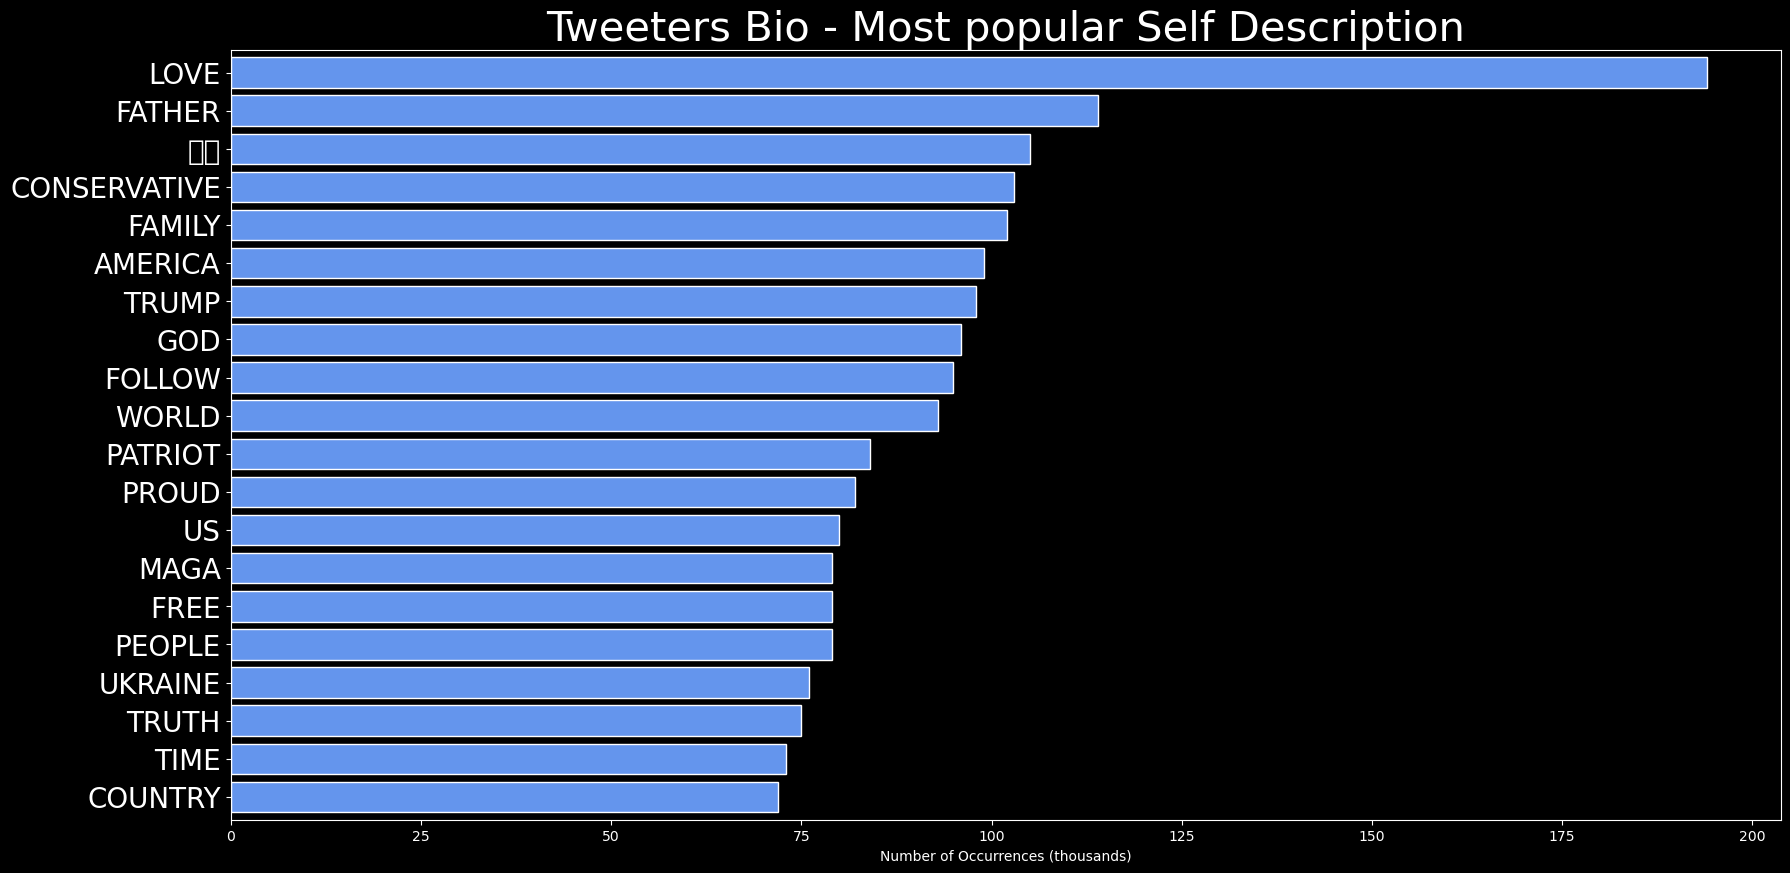 Tweeters Bio - Most popular Self Description
LOVE
FATHER
CONSERVATIVE
FAMILY
AMERICA
TRUMP
GOD
FOLLOW
WORLD
PATRIOT
PROUD
US
MAGA
FREE
PEOPLE
UKRAINE
TRUTH
TIME
COUNTRY
0 25 50 75 100 125 150 175 200
Number of Occurrences (thousands)